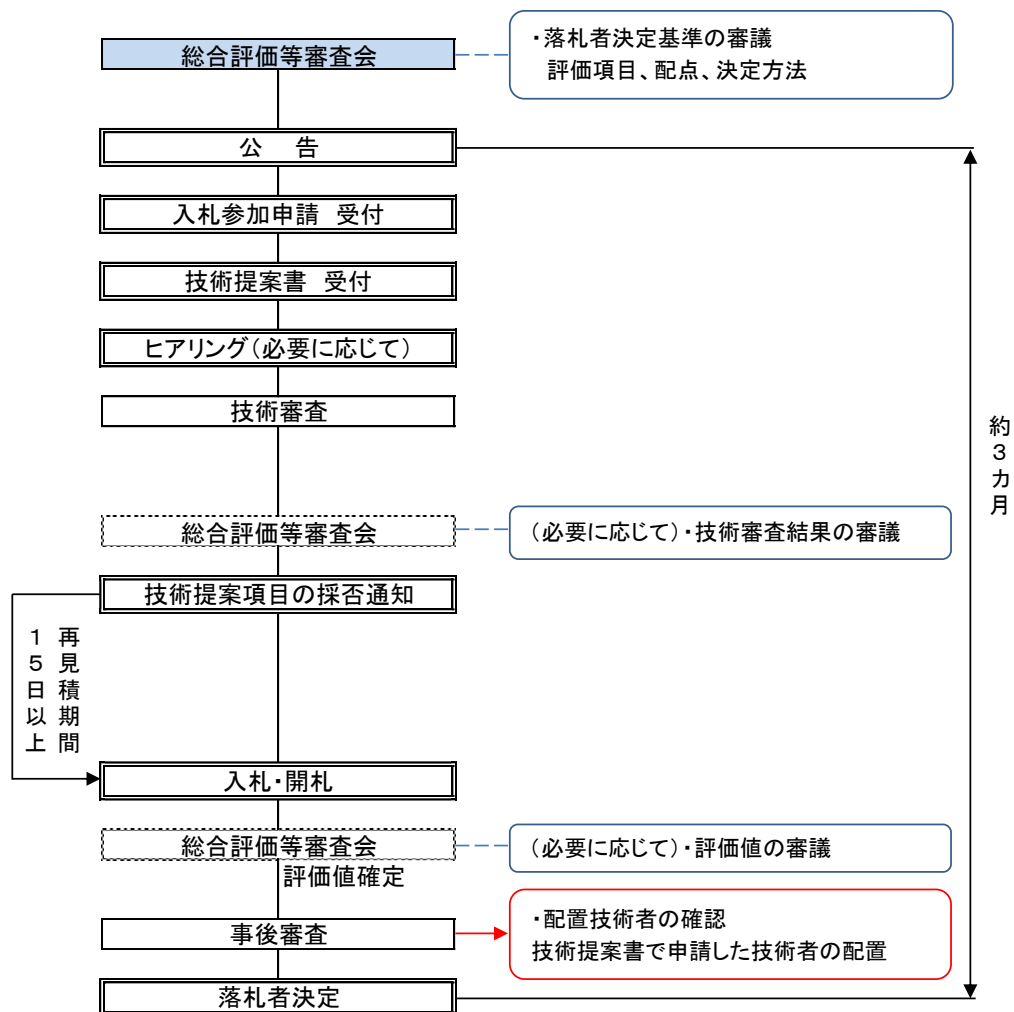 総合評価等審査会
・落札者決定基準の審議
評価項目、配点、決定方法
公　告
入札参加申請　受付
技術提案書　受付
ヒアリング（必要に応じて）
技術審査
約３カ月
総合評価等審査会
（必要に応じて）・技術審査結果の審議
技術提案項目の採否通知
再見積期間
１５日以上
入札・開札
総合評価等審査会
（必要に応じて）・評価値の審議
評価値確定
事後審査
・配置技術者の確認
技術提案書で申請した技術者の配置
落札者決定